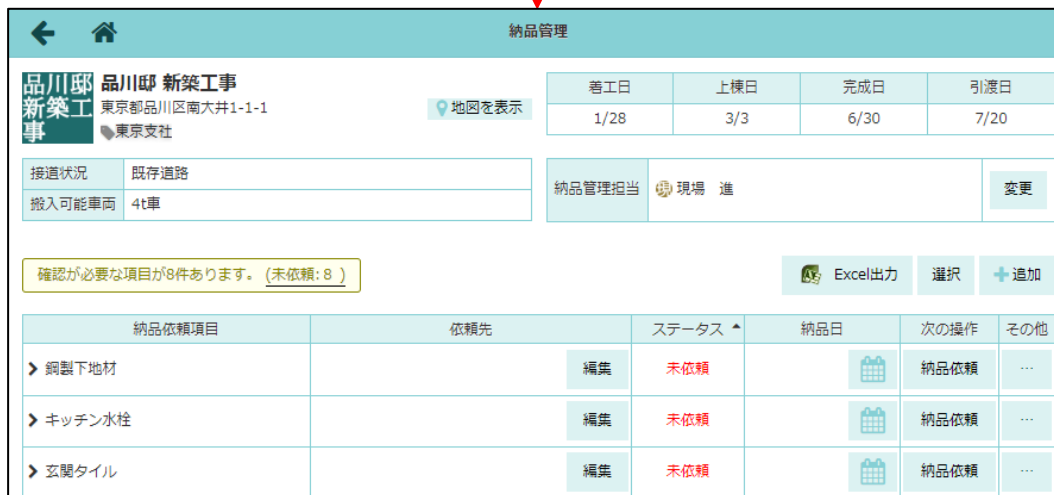 納品管理
品川邸
新築工
事
品川邸 新築工事
東京都品川区南大井1-1-1
東京支社
地図を表示
着工日 上棟日 完成日 引渡日
1/28 3/3 6/30 7/20
接道状況 既存道路
搬入可能車両 4t車
納品管理担当 現場 進 変更
確認が必要な項目が8件あります。 (未依頼: 8 )
Excel出力 選択 追加
納品依頼項目 依頼先 ステータス 納品日 次の操作 その他
鋼製下地材 編集 未依頼 納品依頼 …
キッチン水栓 編集 未依頼 納品依頼 …
玄関タイル 編集 未依頼 納品依頼 …